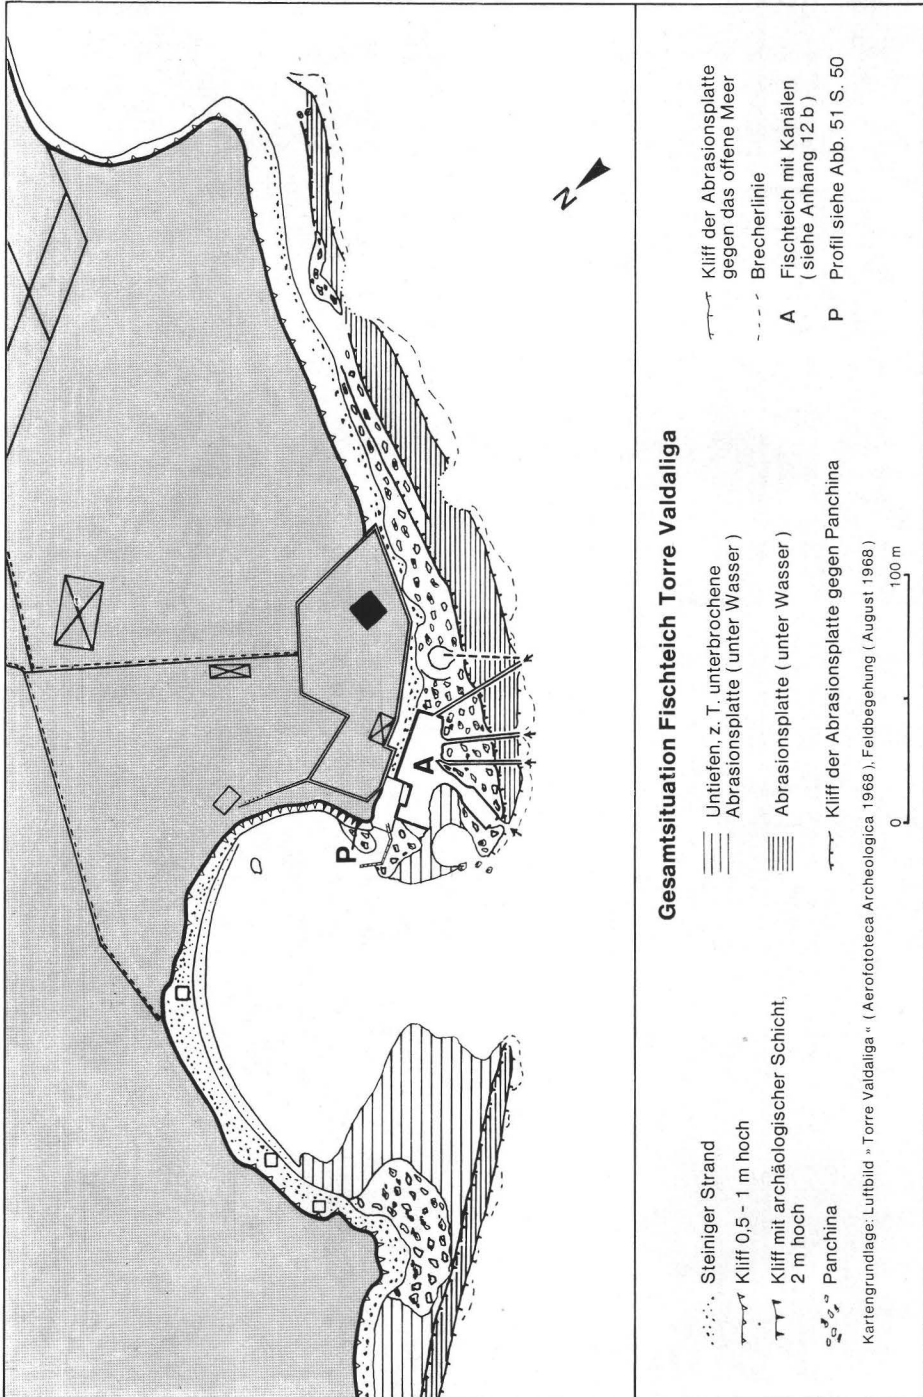 N
P
A
Gesamtsituation Fischteich Torre Valdaliga
Steiniger Strand
Kliff 0,5 - 1 m hoch
Kliff mit archäologischer Schicht,
2 m hoch
Panchina
Untiefen, z. T. unterbrochene
Abrasionsplatte ( unter Wasser )
Abrasionsplatte ( unter Wasser )
Kliff der Abrasionsplatte gegen Panchina
Kliff der Abrasionsplatte
gegen das offene Meer
Brecherlinie
A Fischteich mit Kanälen
( siehe Anhang 12 b )
P Profil siehe Abb. 51 S. 50
Kartengrundlage: Luftbild » Torre Valdaliga « ( Aerofototeca Archeologica 1968 ), Feldbegehung ( August 1968 )
0 100 m